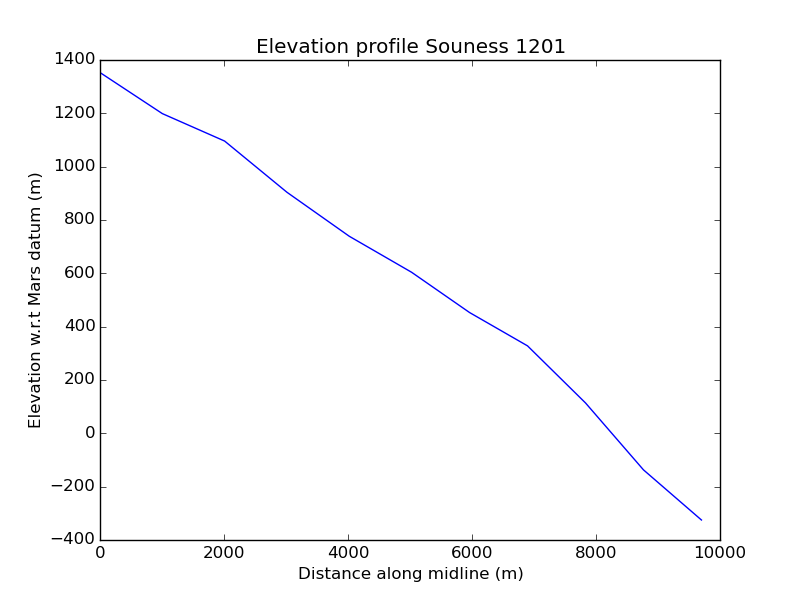 Elevation profile Souness 1201
1400
1200
1000
800
600
400
200
0
−200
−400
Elevation w.r.t Mars datum (m)
0 2000 4000 6000 8000 10000
Distance along midline (m)